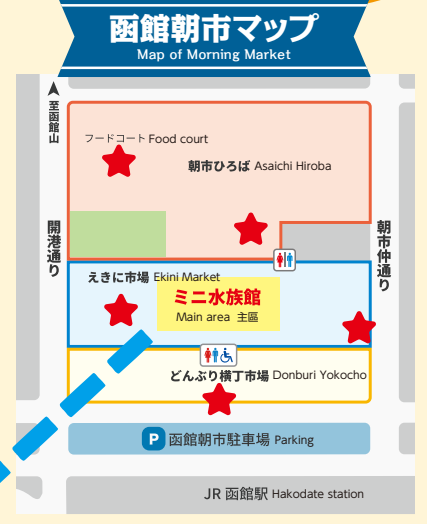 函館朝市マップ
Map of Morning Market
至函館山
フードコート Food court
朝市ひろば Asaichi Hiroba
開港通り
朝市仲通り
えきに市場 Ekini Market
ミニ水族館
Main area 主區
どんぶり横丁市場 Donburi Yokocho
P 函館朝市駐車場 Parking
JR 函館駅 Hakodate station